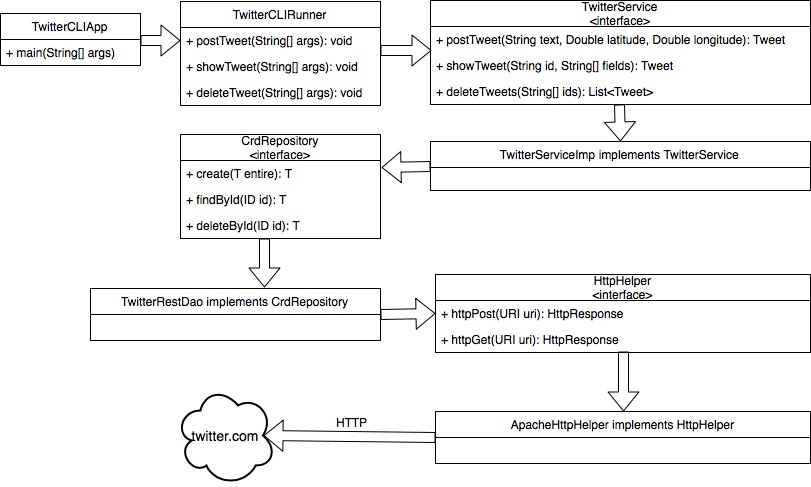 TwitterCLIApp
+ main(String[] args)
TwitterCLIRunner
+ postTweet(String[] args): void
+ showTweet(String[] args): void
+ deleteTweet(String[] args): void
TwitterService
<interface>
+ postTweet(String text, Double latitude, Double longitude): Tweet
+ showTweet(String id, String[] fields): Tweet
+ deleteTweets(String[] ids): List<Tweet>
CrdRepository
<interface>
+ create(T entire): T
+ findById(ID id): T
+ deleteById(ID id): T
TwitterServiceImp implements TwitterService
TwitterRestDao implements CrdRepository
HttpHelper
<interface>
+ httpPost(URI uri): HttpResponse
+ httpGet(URI uri): HttpResponse
twitter.com
HTTP
ApacheHttpHelper implements HttpHelper